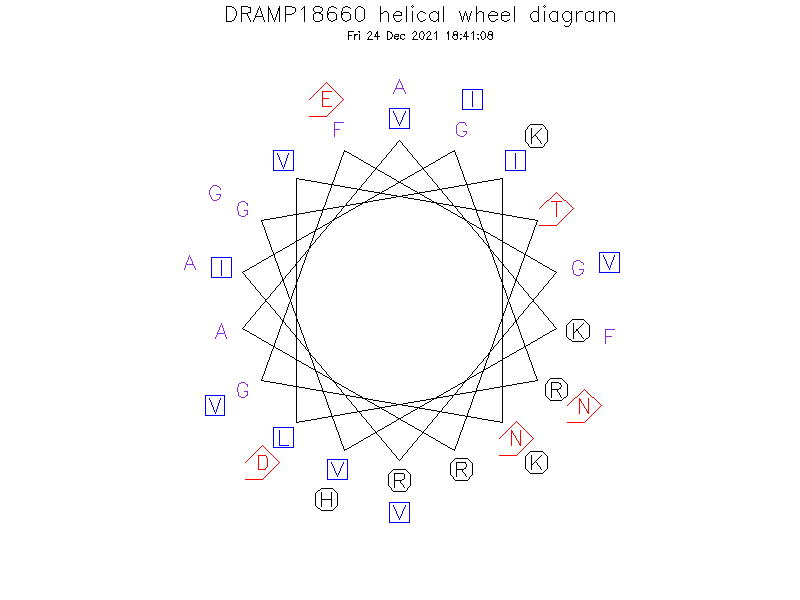 DRAMP18660 helical wheel diagram
Fri 24 Dec 2021 18:41:08
A
E I
V
F G K
V I
G T
G
A I G V
A K F
G R
V N
L N
D K
V R R
H
V